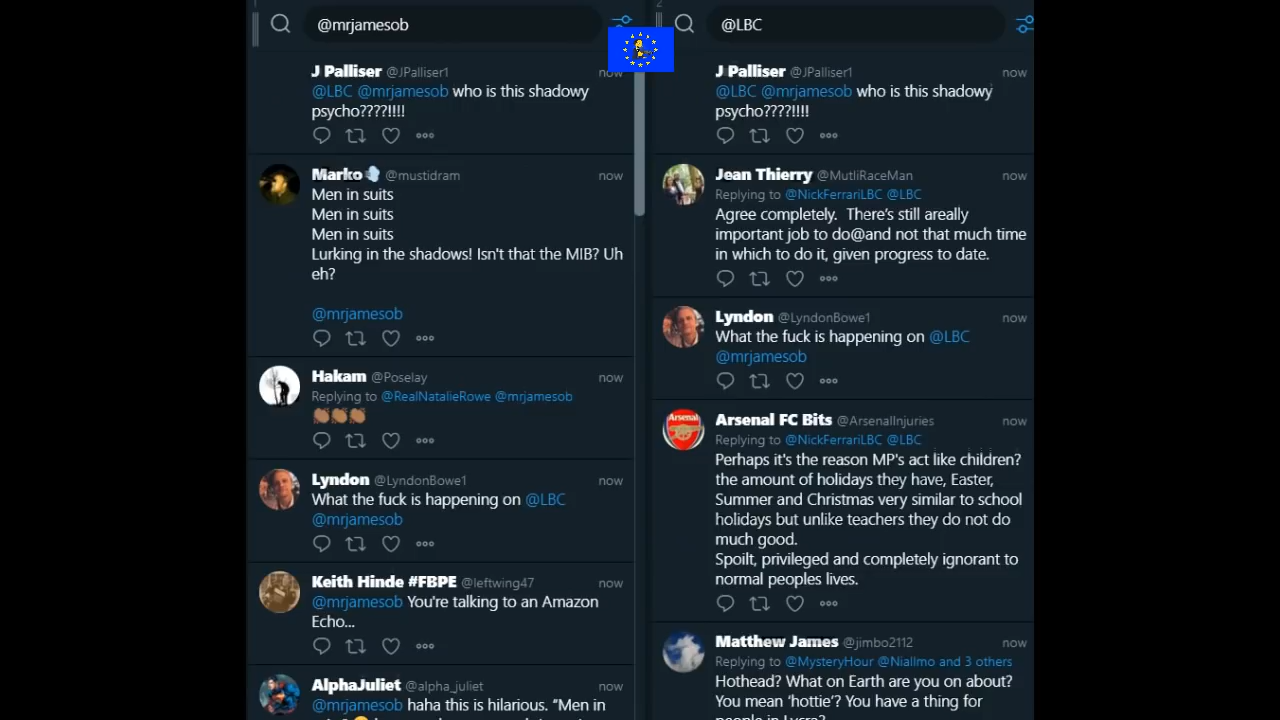 @mrjamesob
J Palliser @JPalliser1 now
@LBC @mrjamesob who is this shadowy
psycho????!!!!
Marko @mustidram now
Men in suits
Men in suits
Men in suits
Lurking in the shadows! Isn't that the MIB? Uh
eh?
@mrjamesob
Hakam @Poselay now
Replying to @RealNatalieRowe @mrjamesob
Lyndon @LyndonBowe1 now
What the fuck is happening on @LBC
@mrjamesob
Keith Hinde #FBPE @leftwing47 now
@mrjamesob You're talking to an Amazon
Echo...
AlphaJuliet @alpha_juliet now
@mrjamesob haha this is hilarious. “Men in
2
@LBC
J Palliser @JPalliser1 now
@LBC @mrjamesob who is this shadowy
psycho????!!!!
Jean Thierry @MutliRaceMan now
Replying to @NickFerrariLBC @LBC
Agree completely. There’s still areally
important job to do@and not that much time
in which to do it, given progress to date.
Lyndon @LyndonBowe1 now
What the fuck is happening on @LBC
@mrjamesob
Arsenal FC Bits @ArsenalInjuries now
Replying to @NickFerrariLBC @LBC
Perhaps it's the reason MP's act like children?
the amount of holidays they have, Easter,
Summer and Christmas very similar to school
holidays but unlike teachers they do not do
much good.
Spoilt, privileged and completely ignorant to
normal peoples lives.
Matthew James @jimbo2112 now
Replying to @MysteryHour @Niallmo and 3 others
Hothead? What on Earth are you on about?
You mean ‘hottie’? You have a thing for
people in Lycra?
Arsenal